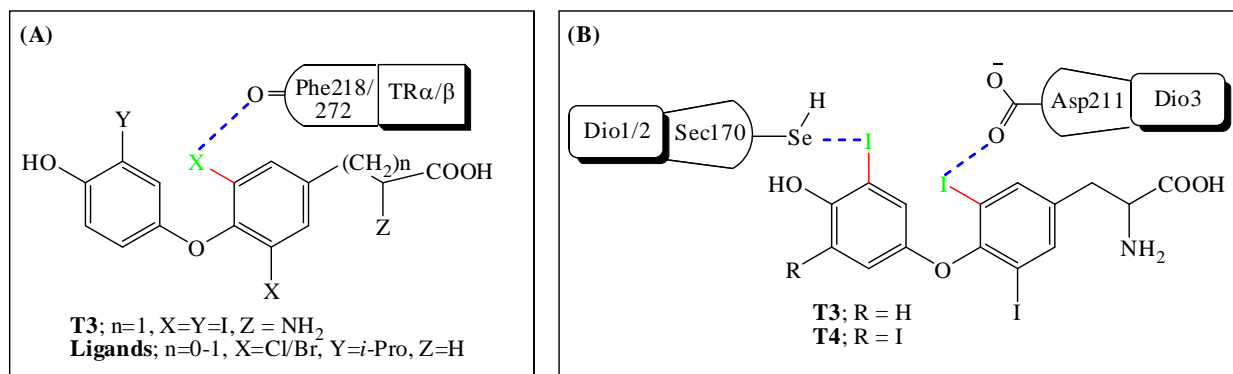 (A)
Phe218/
272
TRα/β
O
Y
HO
X
(CH₂)n
COOH
Z
O
X
T3; n=1, X=Y=I, Z = NH₂
Ligands; n=0-1, X=Cl/Br, Y=i-Pro, Z=H
(B)
Dio1/2
Sec170
Se
H
I
O⁻
O
Asp211
Dio3
HO
I
COOH
NH₂
R
O
I
T3; R = H
T4; R = I